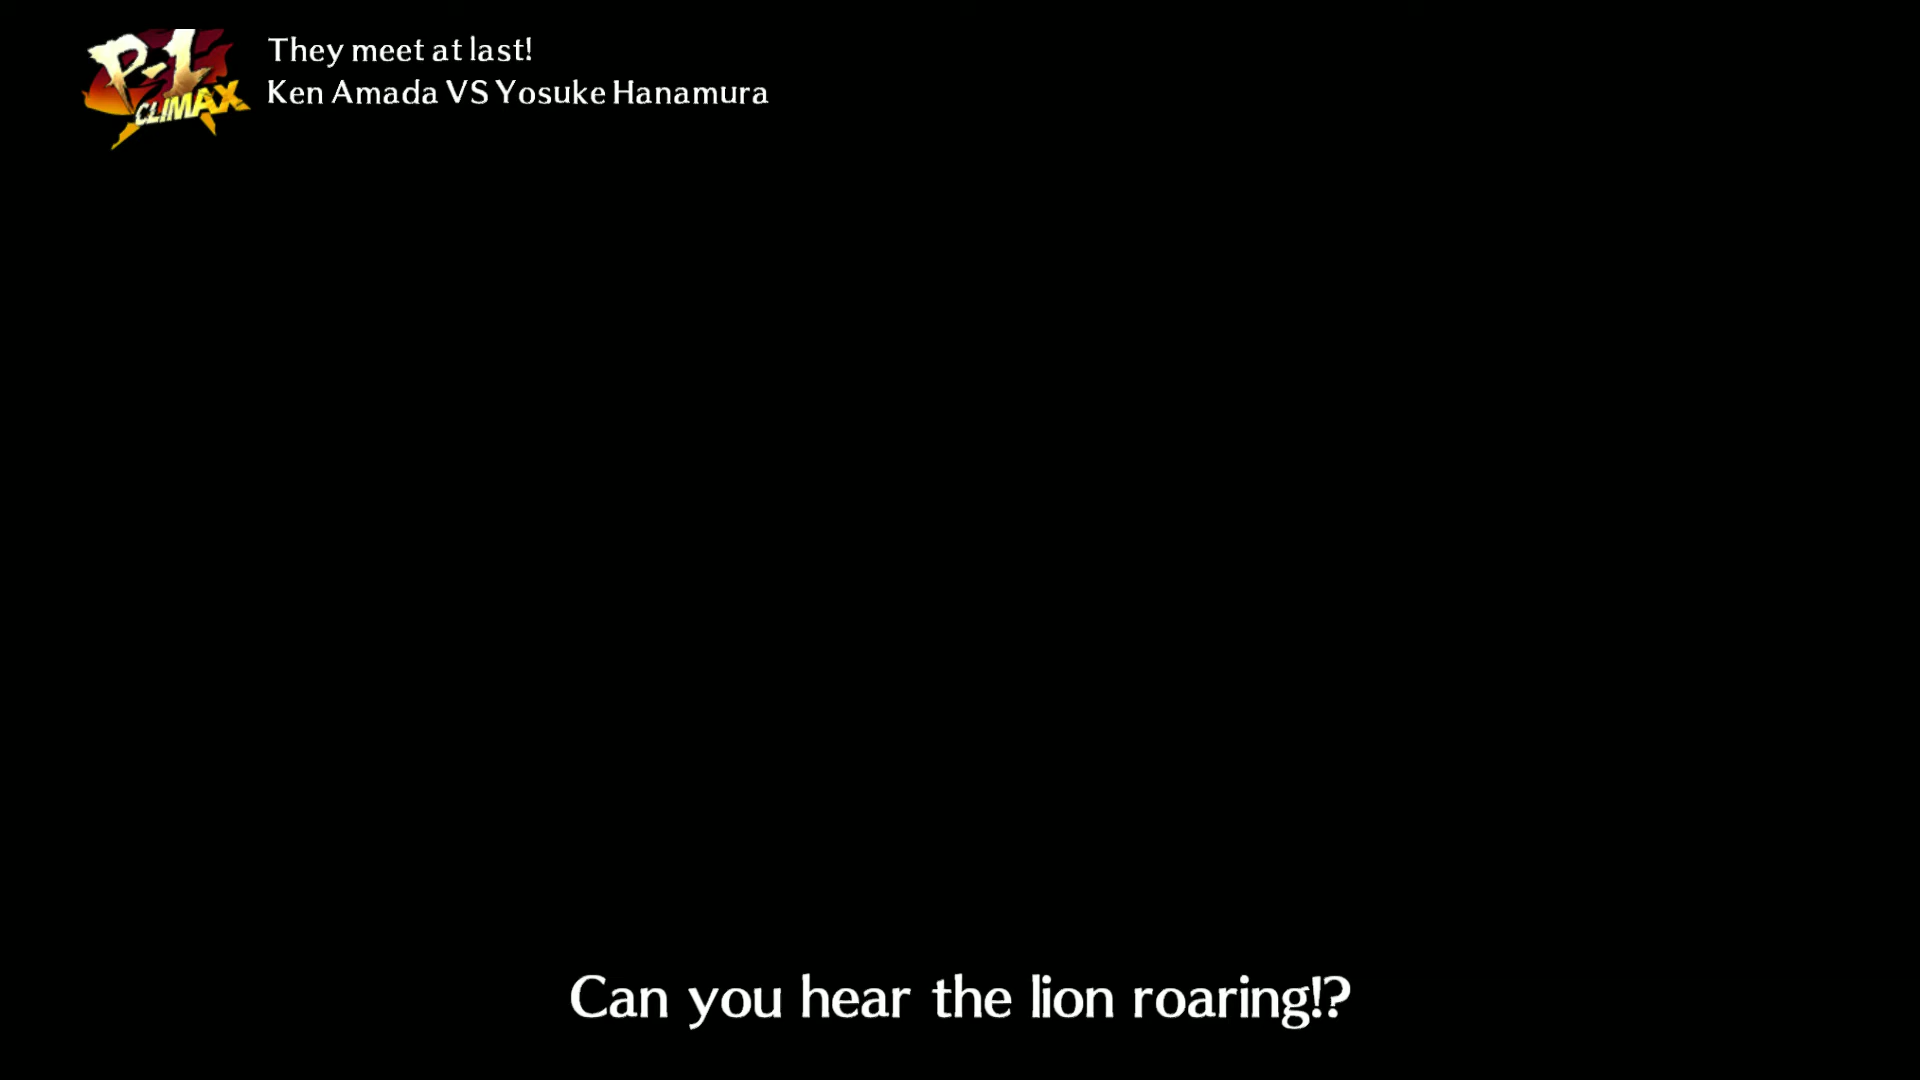 P-1
CLIMAX
They meet at last!
Ken Amada VS Yosuke Hanamura
Can you hear the lion roaring!?